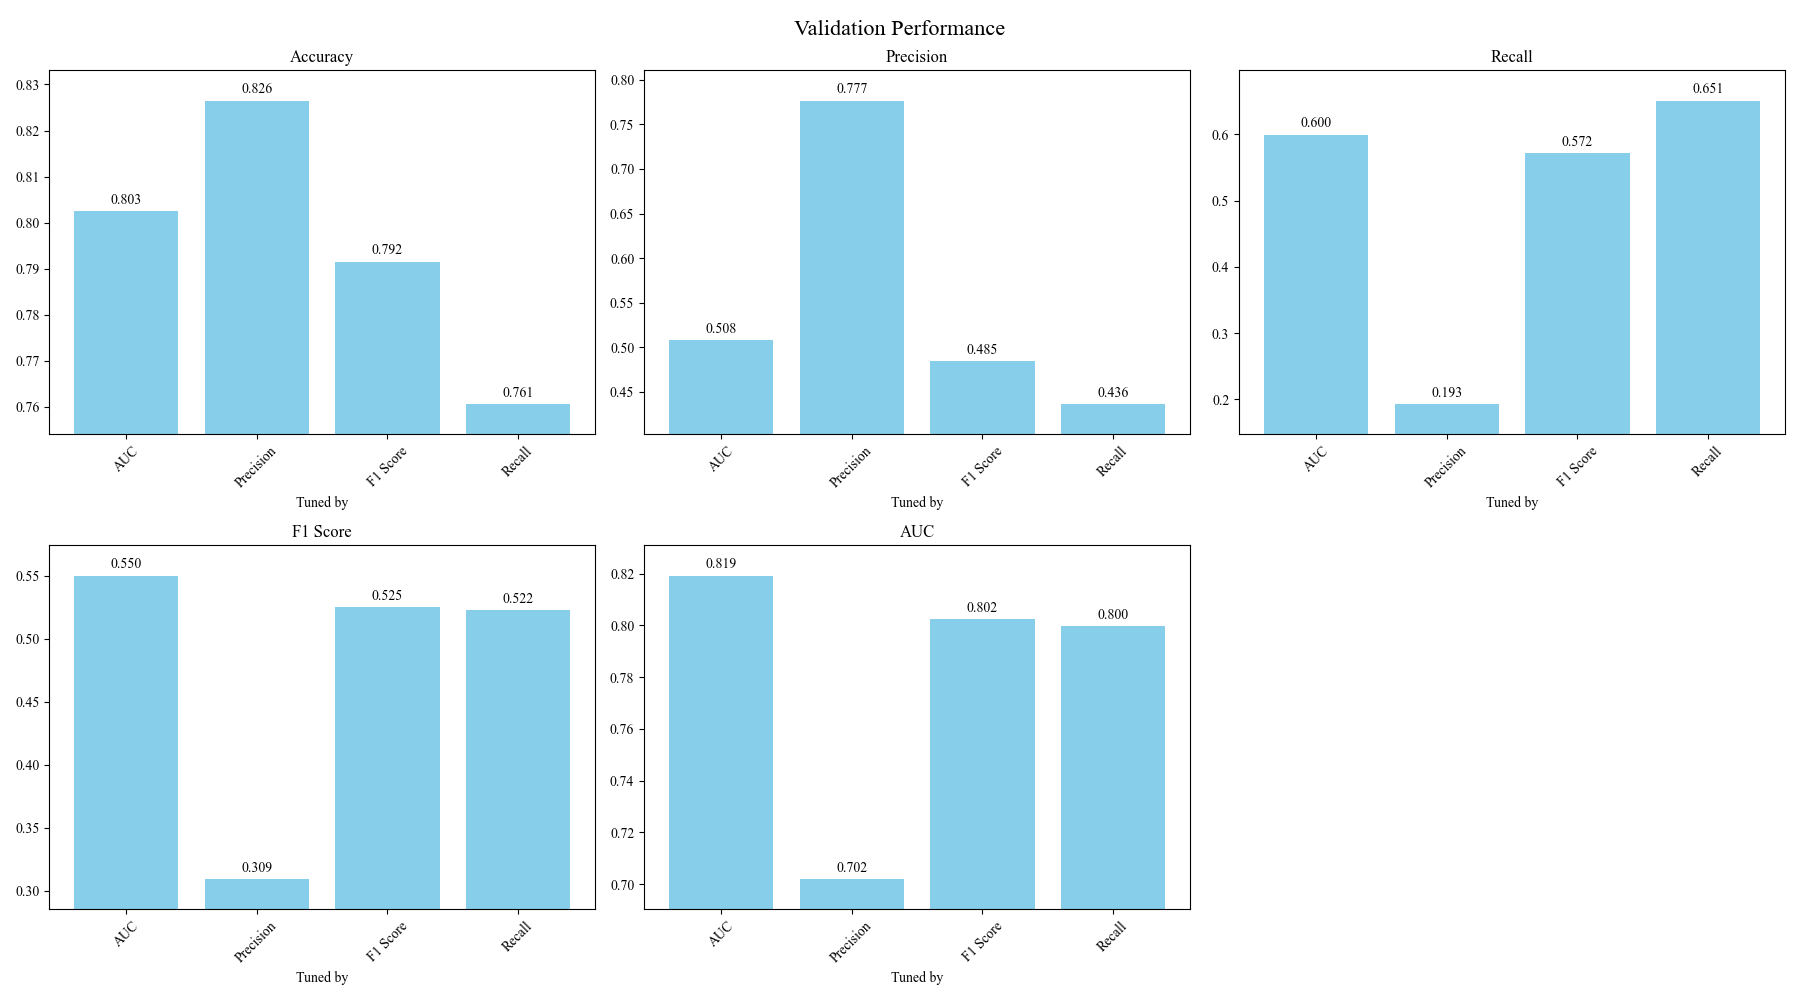 Validation Performance
Accuracy
0.83
0.82
0.81
0.80
0.79
0.78
0.77
0.76
0.803
0.826
0.792
0.761
AUC
Precision
F1 Score
Recall
Tuned by
Precision
0.80
0.75
0.70
0.65
0.60
0.55
0.50
0.45
0.508
0.777
0.485
0.436
AUC
Precision
F1 Score
Recall
Tuned by
Recall
0.6
0.5
0.4
0.3
0.2
0.600
0.193
0.572
0.651
AUC
Precision
F1 Score
Recall
Tuned by
F1 Score
0.55
0.50
0.45
0.40
0.35
0.30
0.550
0.309
0.525
0.522
AUC
Precision
F1 Score
Recall
Tuned by
AUC
0.82
0.80
0.78
0.76
0.74
0.72
0.70
0.819
0.702
0.802
0.800
AUC
Precision
F1 Score
Recall
Tuned by